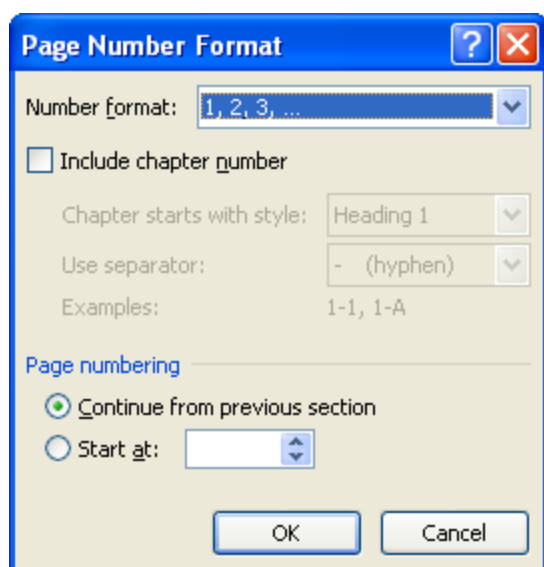 Page Number Format
Number format: 1, 2, 3, ...
Include chapter number
Chapter starts with style: Heading 1
Use separator: - (hyphen)
Examples: 1-1, 1-A
Page numbering
Continue from previous section
Start at:
OK Cancel